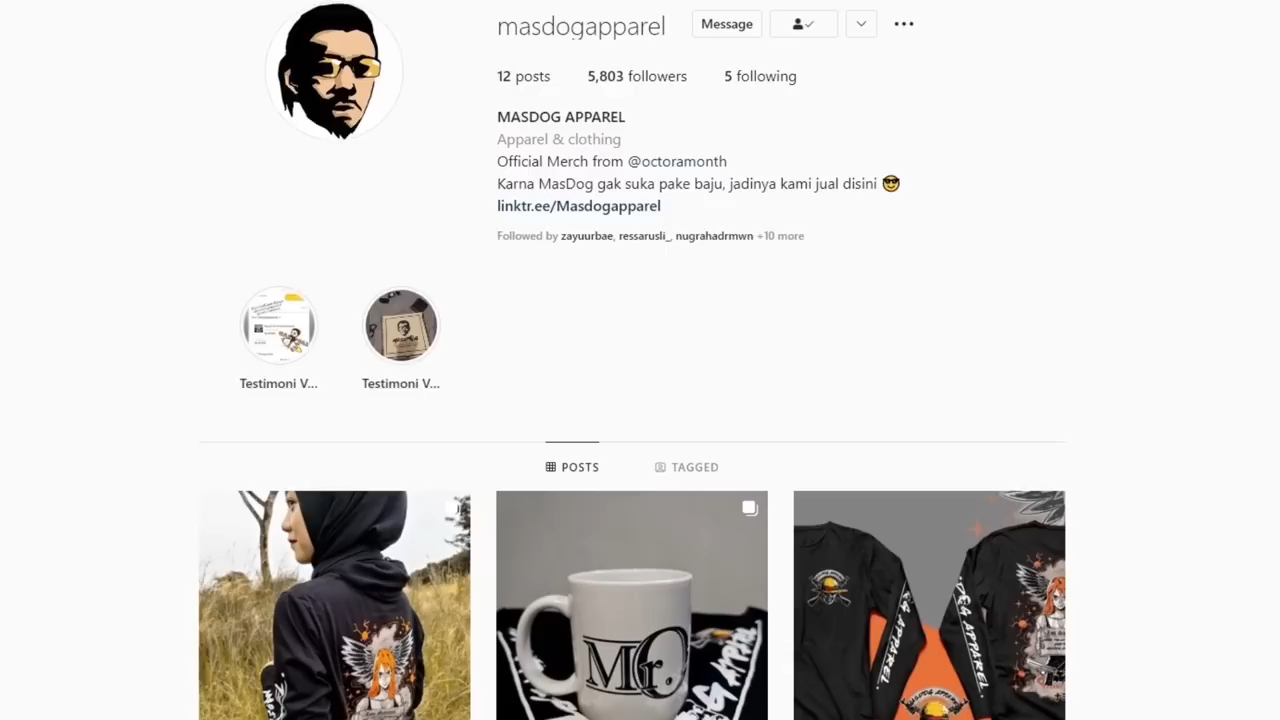 masdogapparel
Message
12 posts
5,803 followers
5 following
MASDOG APPAREL
Apparel & clothing
Official Merch from @octoramonth
Karna MasDog gak suka pake baju, jadinya kami jual disini 😎
linktr.ee/Masdogapparel
Followed by zayuurbae, ressarusli_, nugrahadrmwn +10 more
Testimoni V...
Testimoni V...
POSTS
TAGGED
Mr.O
MASDOG APPAREL